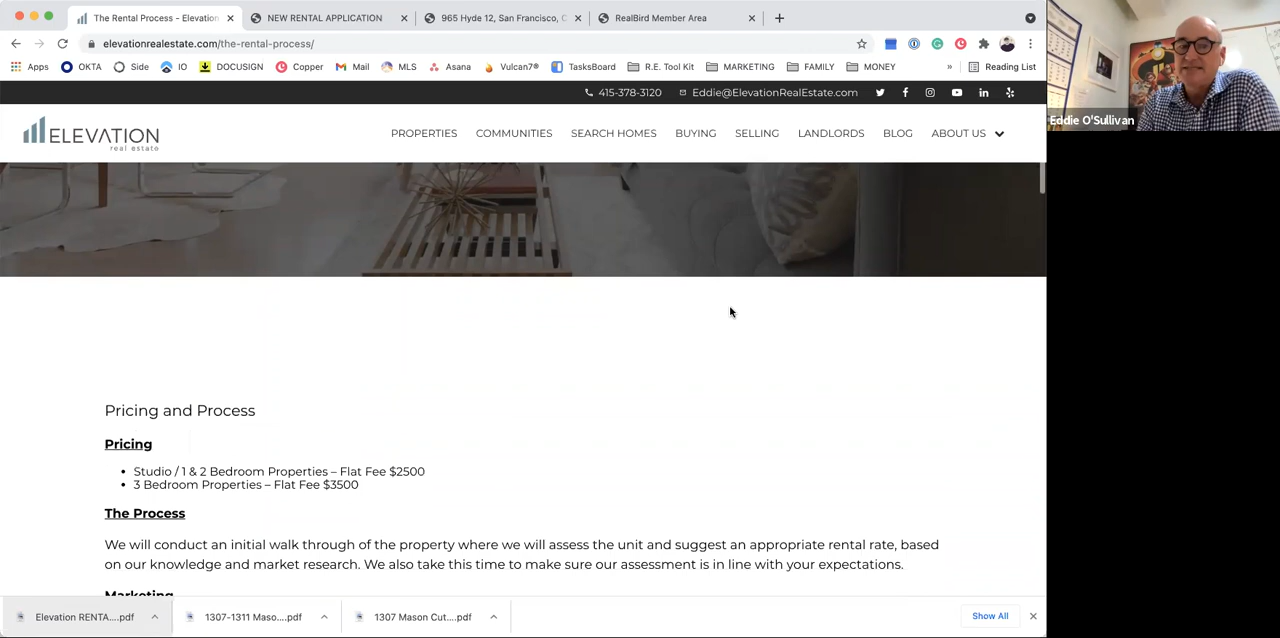 The Rental Process - Elevation
NEW RENTAL APPLICATION
965 Hyde 12, San Francisco, C
RealBird Member Area
elevationrealestate.com/the-rental-process/
Apps OKTA Side IO DOCUSIGN Copper Mail MLS Asana Vulcan7® TasksBoard R.E. Tool Kit MARKETING FAMILY MONEY » Reading List
415-378-3120 Eddie@ElevationRealEstate.com
ELEVATION
real estate
PROPERTIES COMMUNITIES SEARCH HOMES BUYING SELLING LANDLORDS BLOG ABOUT US
Eddie O'Sullivan
Pricing and Process
Pricing
• Studio / 1 & 2 Bedroom Properties – Flat Fee $2500
• 3 Bedroom Properties – Flat Fee $3500
The Process
We will conduct an initial walk through of the property where we will assess the unit and suggest an appropriate rental rate, based
on our knowledge and market research. We also take this time to make sure our assessment is in line with your expectations.
Marketing
Elevation RENTA....pdf
1307-1311 Maso....pdf
1307 Mason Cut....pdf
Show All